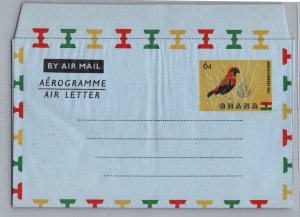 BY AIR MAIL
AÉROGRAMME
AIR LETTER
6d
GHANA